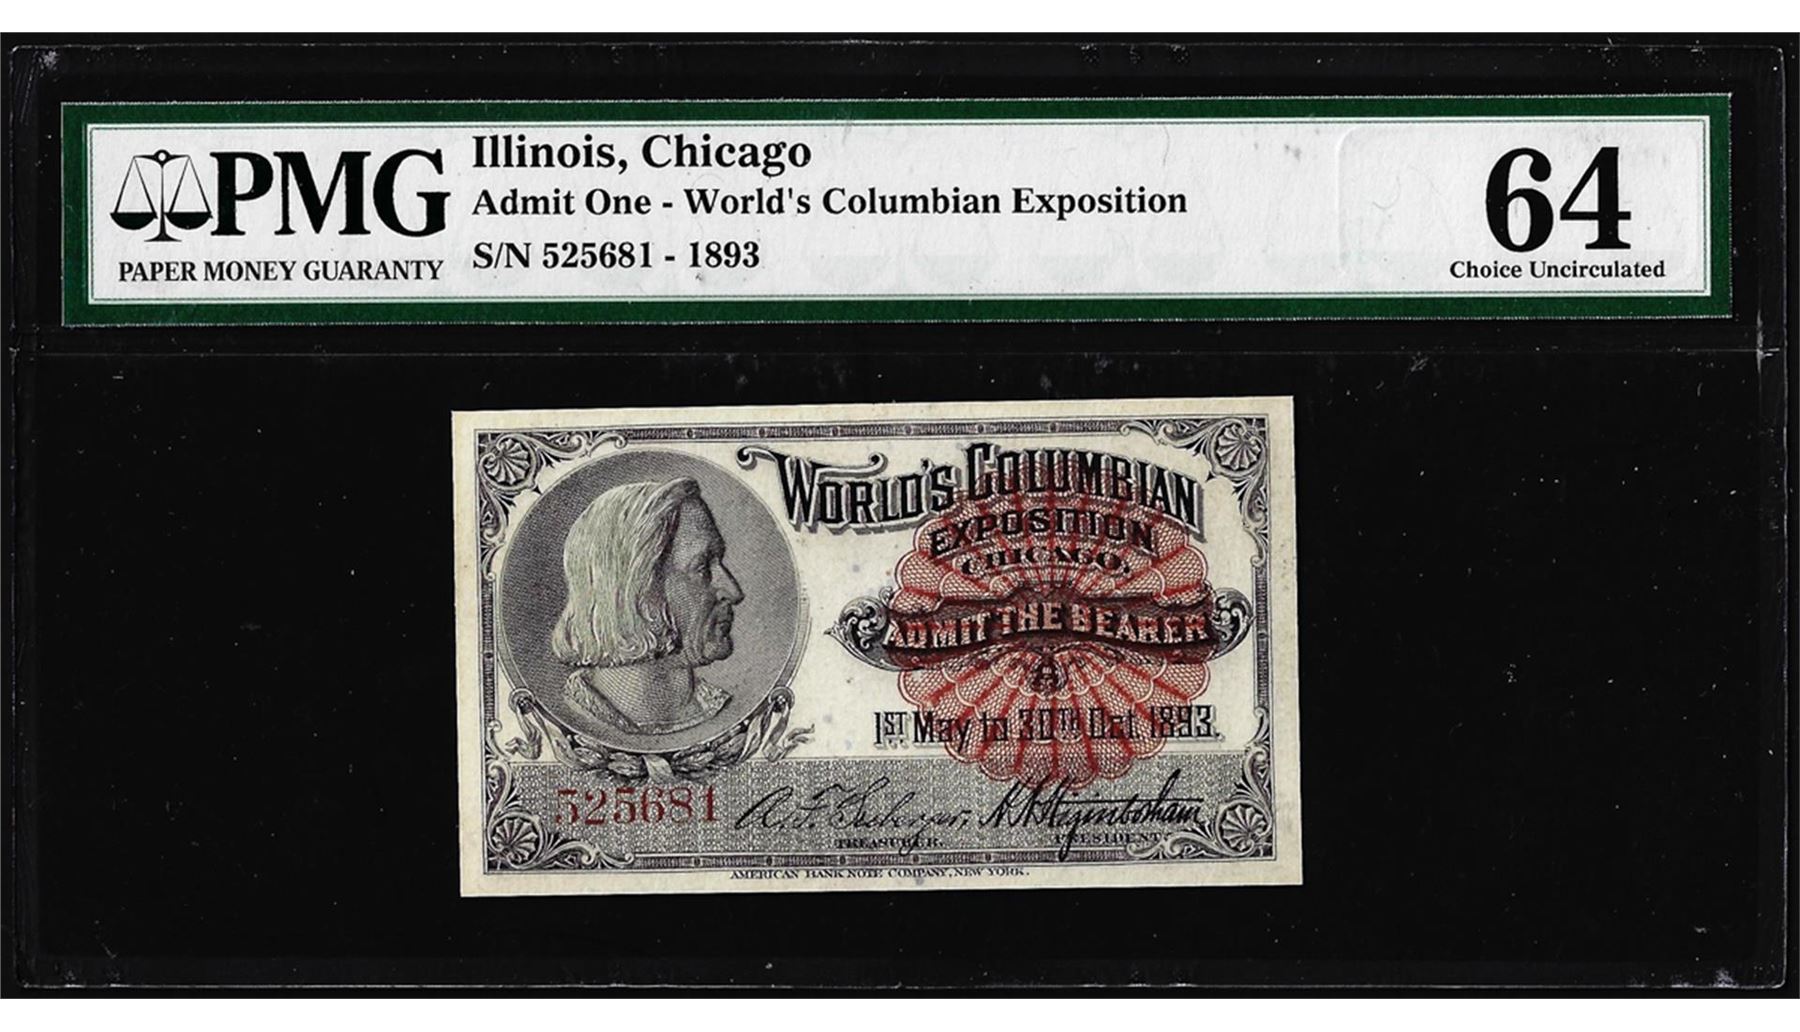 PMG
PAPER MONEY GUARANTY
Illinois, Chicago
Admit One - World's Columbian Exposition
S/N 525681 - 1893
64
Choice Uncirculated
WORLD'S COLUMBIAN
EXPOSITION
CHICAGO.
ADMIT THE BEARER
A
1ST May to 30TH Oct. 1893.
525681
A. F. Seeberger,
TREASURER.
H N Higinbotham
PRESIDENT.
AMERICAN BANK NOTE COMPANY, NEW YORK.